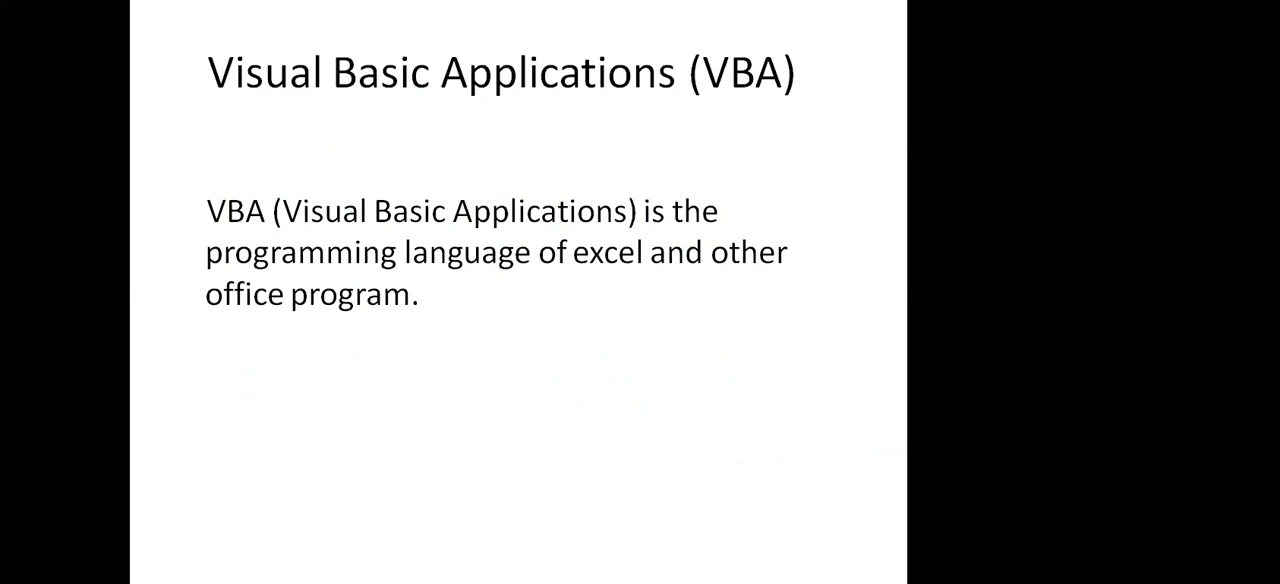 Visual Basic Applications (VBA)
VBA (Visual Basic Applications) is the
programming language of excel and other
office program.